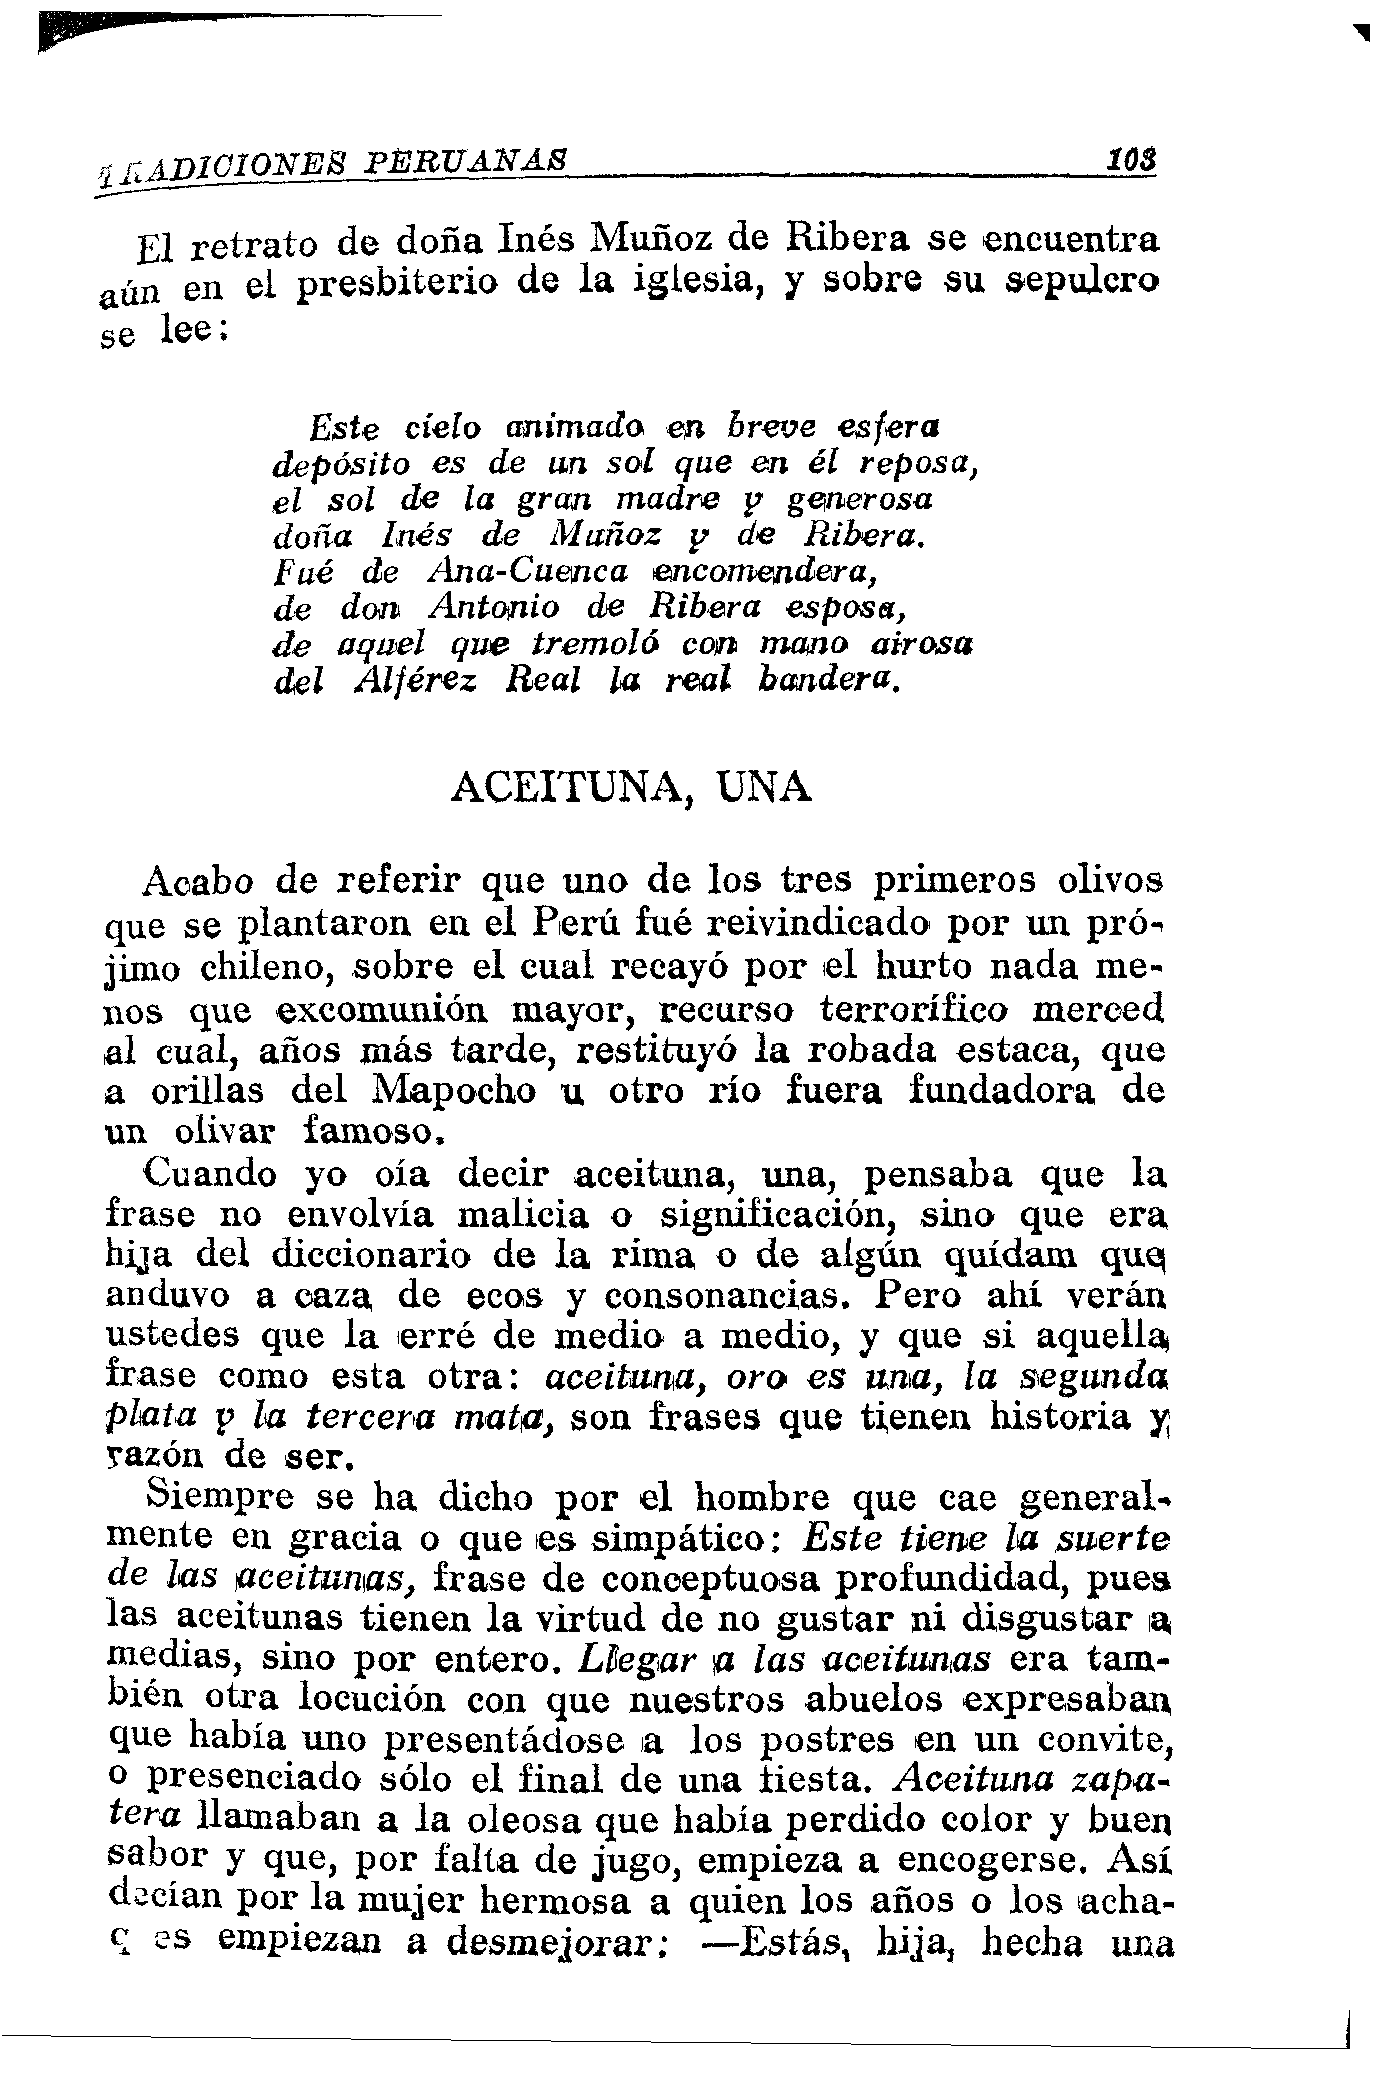 TRADICIONES PERUANAS 103
El retrato de doña Inés Muñoz de Ribera se encuentra
aún en el presbiterio de la iglesia, y sobre su sepulcro
se lee:
Este cielo animado en breve esfera
depósito es de un sol que en él reposa,
el sol de la gran madre y generosa
doña Inés de Muñoz y de Ribera.
Fué de Ana-Cuenca encomendera,
de don Antonio de Ribera esposa,
de aquel que tremoló con mano airosa
del Alférez Real la real bandera.
ACEITUNA, UNA
Acabo de referir que uno de los tres primeros olivos
que se plantaron en el Perú fué reivindicado por un pró-
jimo chileno, sobre el cual recayó por el hurto nada me-
nos que excomunión mayor, recurso terrorífico merced
al cual, años más tarde, restituyó la robada estaca, que
a orillas del Mapocho u otro río fuera fundadora de
un olivar famoso.
Cuando yo oía decir aceituna, una, pensaba que la
frase no envolvía malicia o significación, sino que era
hija del diccionario de la rima o de algún quídam que
anduvo a caza de ecos y consonancias. Pero ahí verán
ustedes que la erré de medio a medio, y que si aquella
frase como esta otra: aceituna, oro es una, la segunda
plata y la tercera mata, son frases que tienen historia y
razón de ser.
Siempre se ha dicho por el hombre que cae general-
mente en gracia o que es simpático: Este tiene la suerte
de las aceitunas, frase de conceptuosa profundidad, pues
las aceitunas tienen la virtud de no gustar ni disgustar a
medias, sino por entero. Llegar a las aceitunas era tam-
bién otra locución con que nuestros abuelos expresaban
que había uno presentádose a los postres en un convite,
o presenciado sólo el final de una fiesta. Aceituna zapa-
tera llamaban a la oleosa que había perdido color y buen
sabor y que, por falta de jugo, empieza a encogerse. Así
decían por la mujer hermosa a quien los años o los acha-
ques empiezan a desmejorar: —Estás, hija, hecha una